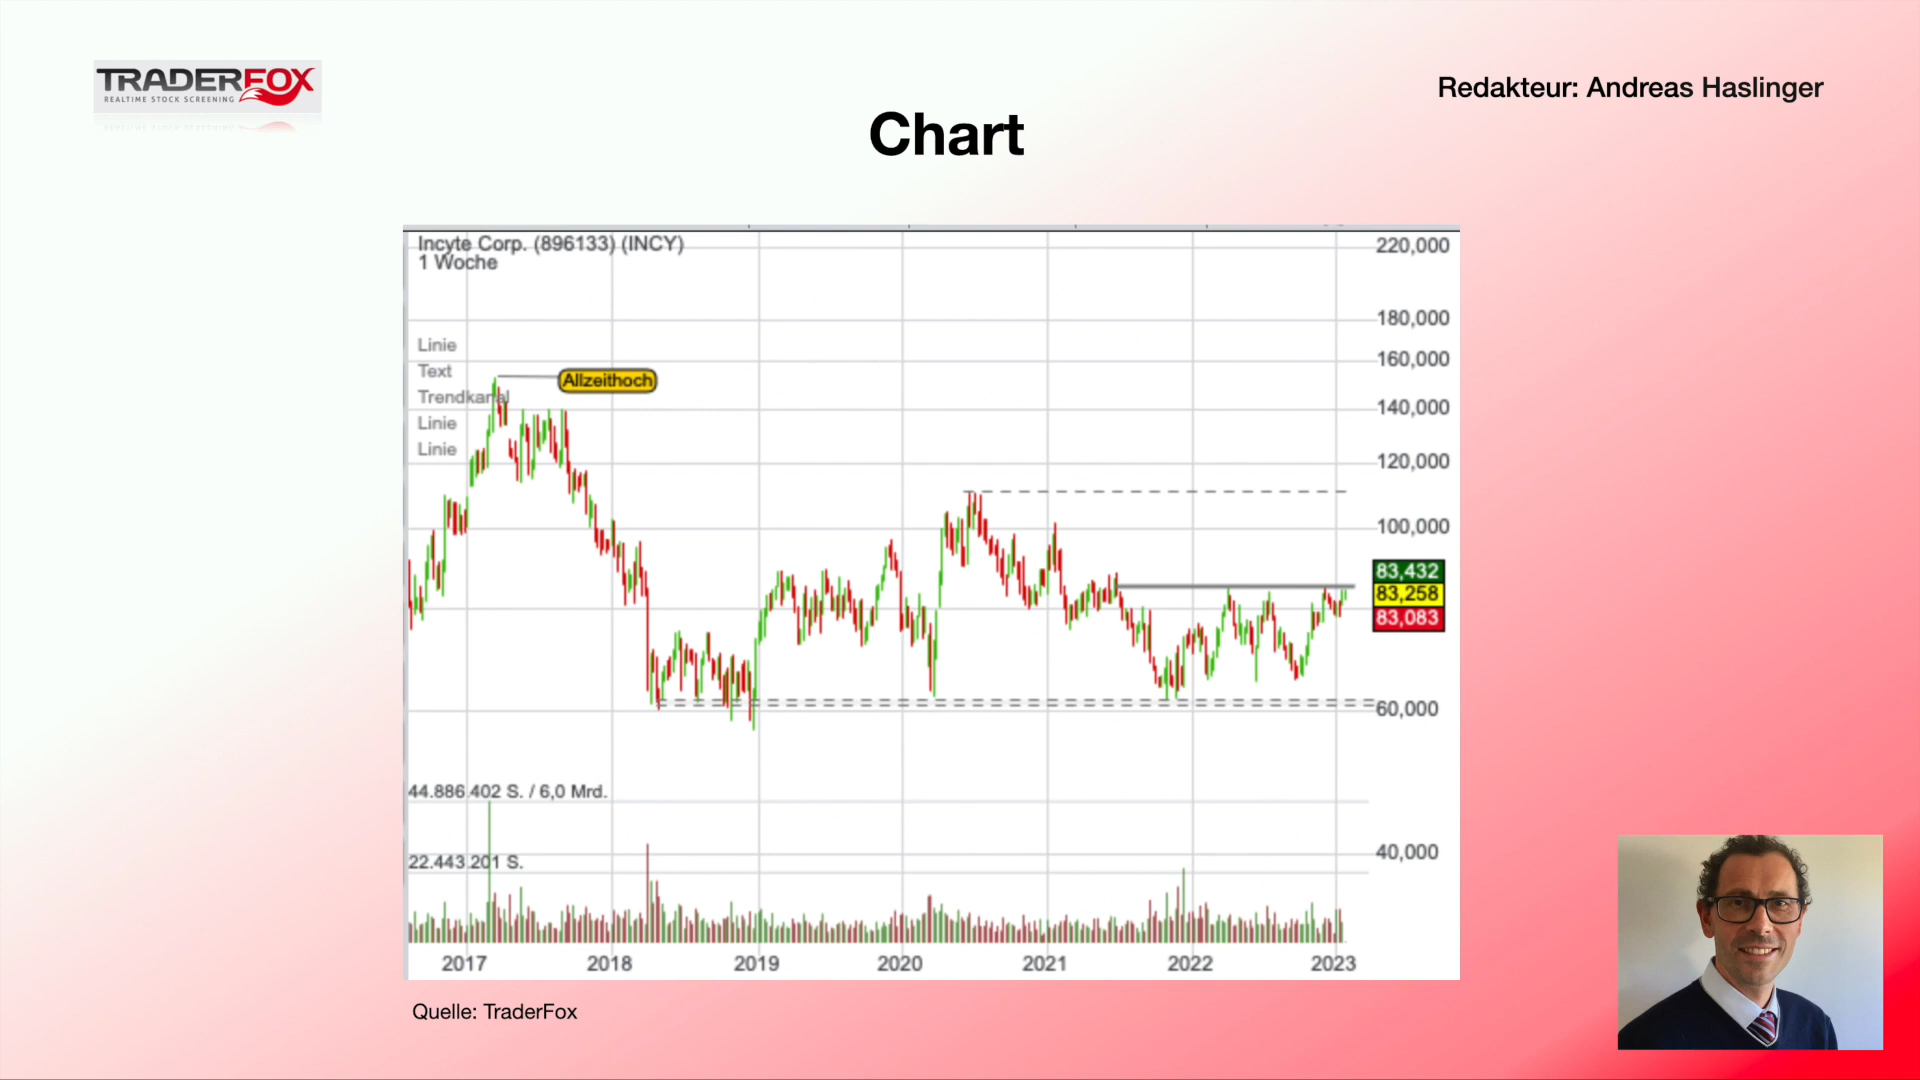 TRADERFOX
REALTIME STOCK SCREENING
Redakteur: Andreas Haslinger
Chart
Incyte Corp. (896133) (INCY)
1 Woche
Linie
Text
Trendkanal
Linie
Linie
Allzeithoch
220,000
180,000
160,000
140,000
120,000
100,000
83,432
83,258
83,083
60,000
40,000
44.886.402 S. / 6,0 Mrd.
22.443.201 S.
2017 2018 2019 2020 2021 2022 2023
Quelle: TraderFox